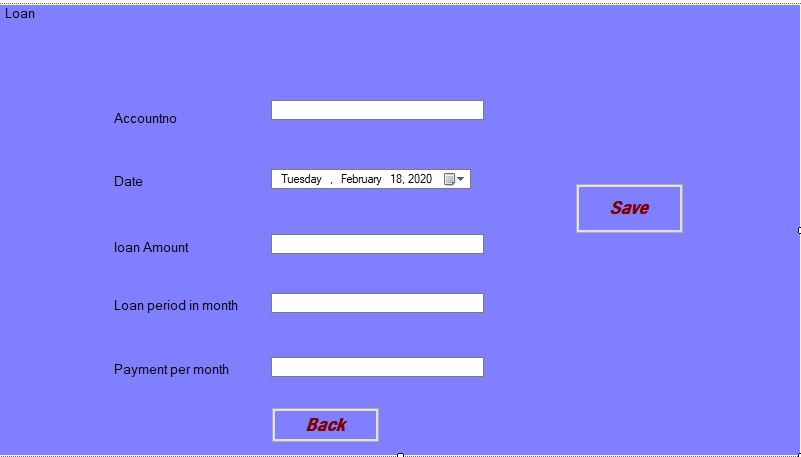 Loan
Accountno
Date
Tuesday , February 18, 2020
loan Amount
Save
Loan period in month
Payment per month
Back